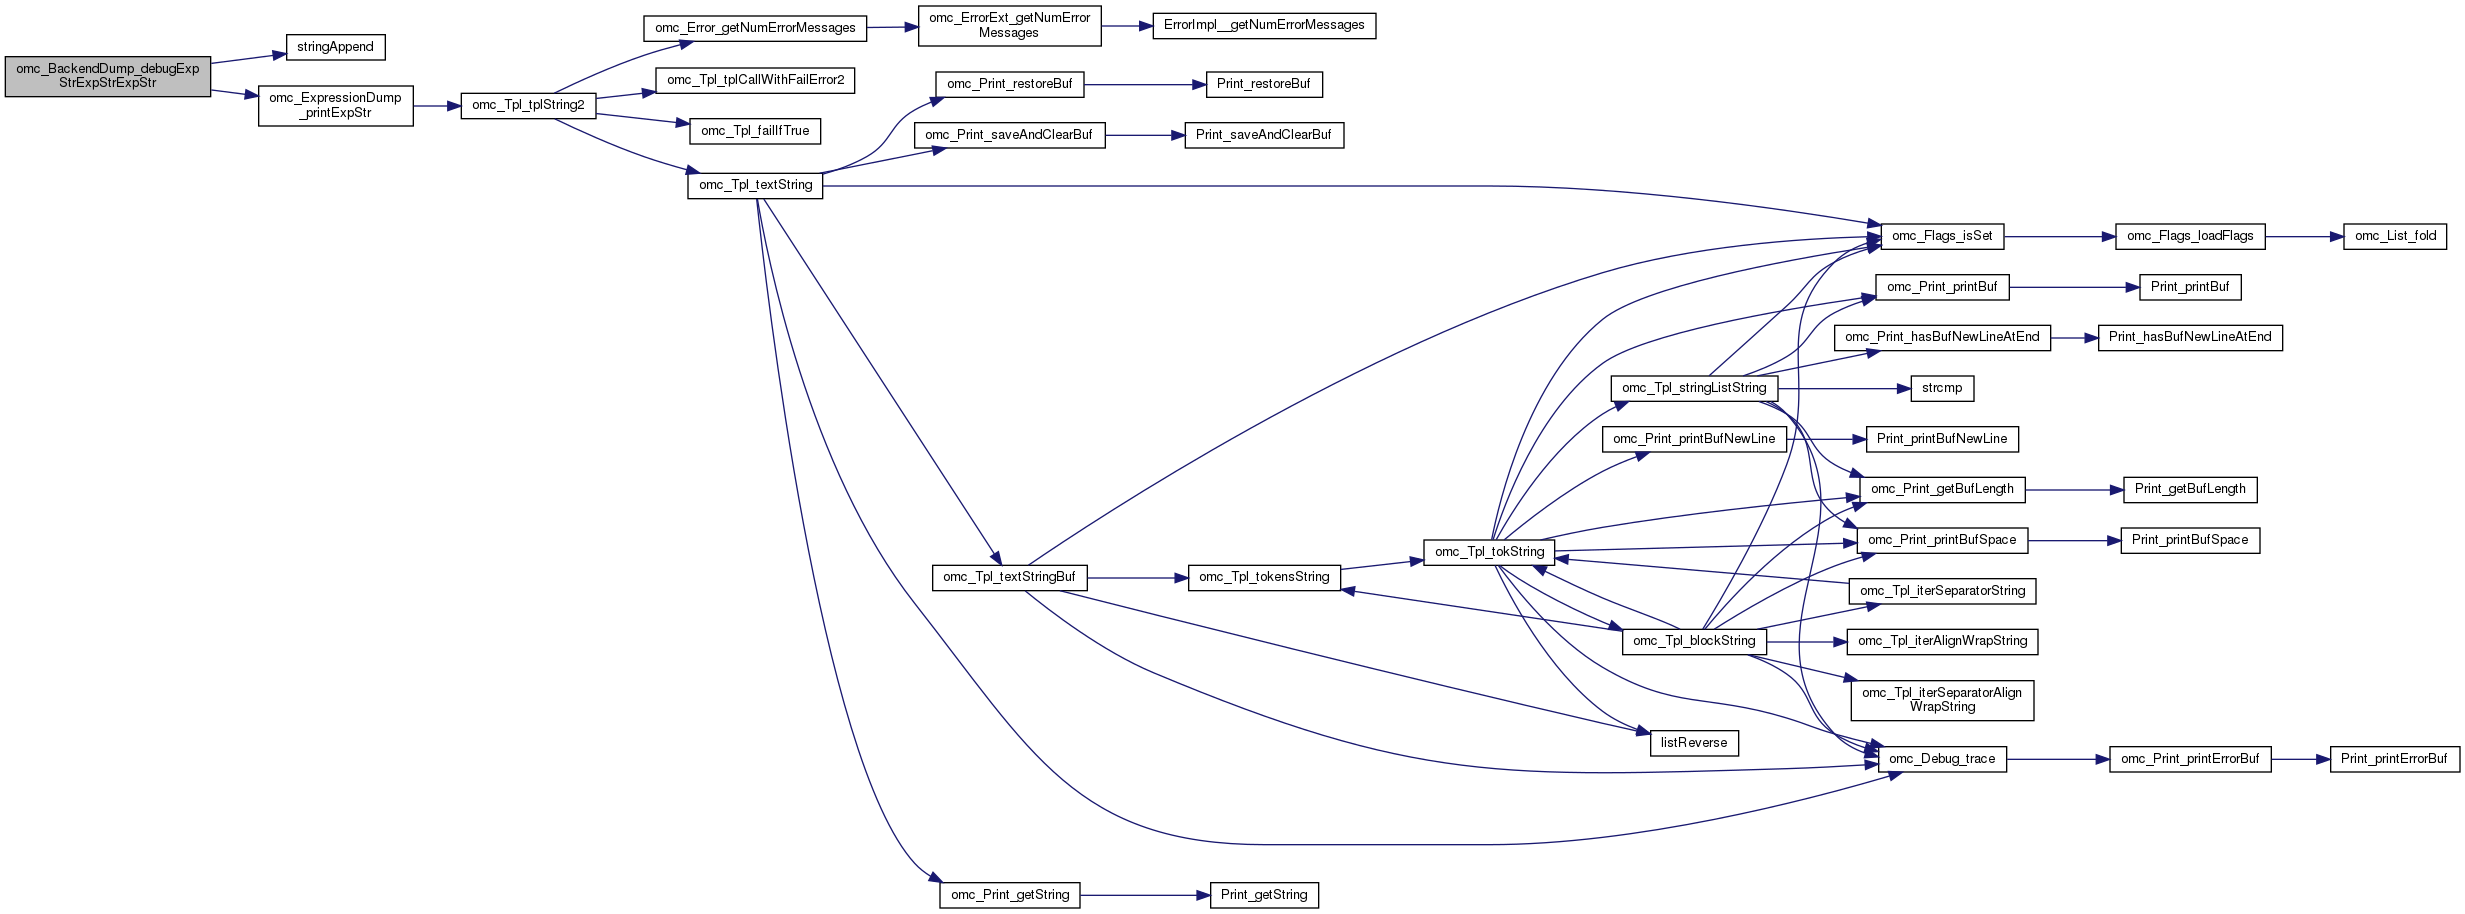 omc_BackendDump_debugExp
StrExpStrExpStr
stringAppend
omc_ExpressionDump
_printExpStr
omc_Tpl_tplString2
omc_Error_getNumErrorMessages
omc_ErrorExt_getNumError
Messages
ErrorImpl__getNumErrorMessages
omc_Tpl_tplCallWithFailError2
omc_Tpl_failIfTrue
omc_Tpl_textString
omc_Print_restoreBuf
Print_restoreBuf
omc_Print_saveAndClearBuf
Print_saveAndClearBuf
omc_Flags_isSet
omc_Flags_loadFlags
omc_List_fold
omc_Print_printBuf
Print_printBuf
omc_Print_hasBufNewLineAtEnd
Print_hasBufNewLineAtEnd
omc_Tpl_stringListString
strcmp
omc_Print_printBufNewLine
Print_printBufNewLine
omc_Print_getBufLength
Print_getBufLength
omc_Print_printBufSpace
Print_printBufSpace
omc_Tpl_tokString
omc_Tpl_textStringBuf
omc_Tpl_tokensString
omc_Tpl_iterSeparatorString
omc_Tpl_blockString
omc_Tpl_iterAlignWrapString
omc_Tpl_iterSeparatorAlign
WrapString
listReverse
omc_Debug_trace
omc_Print_printErrorBuf
Print_printErrorBuf
omc_Print_getString
Print_getString